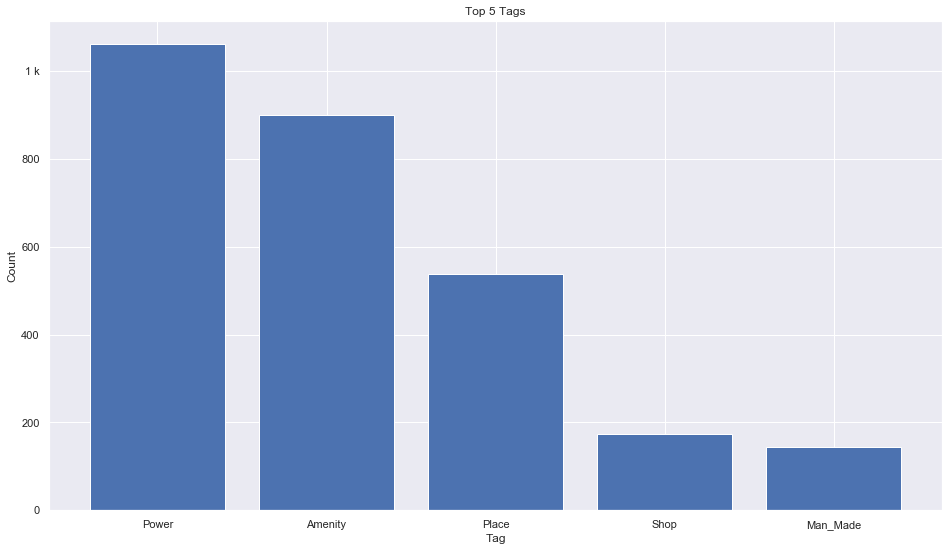 Top 5 Tags
1 k
800
600
400
200
0
Count
Power
Amenity
Place
Shop
Man_Made
Tag